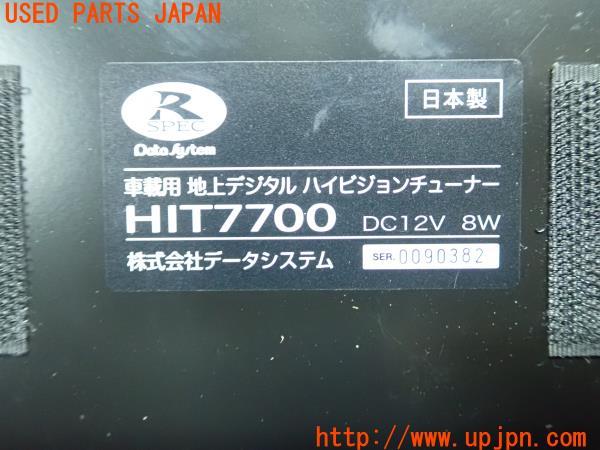 USED PARTS JAPAN
R
SPEC
Data System
日本製
車載用 地上デジタル ハイビジョンチューナー
HIT7700 DC12V 8W
株式会社データシステム SER. 0090382
http://www.upjpn.com/